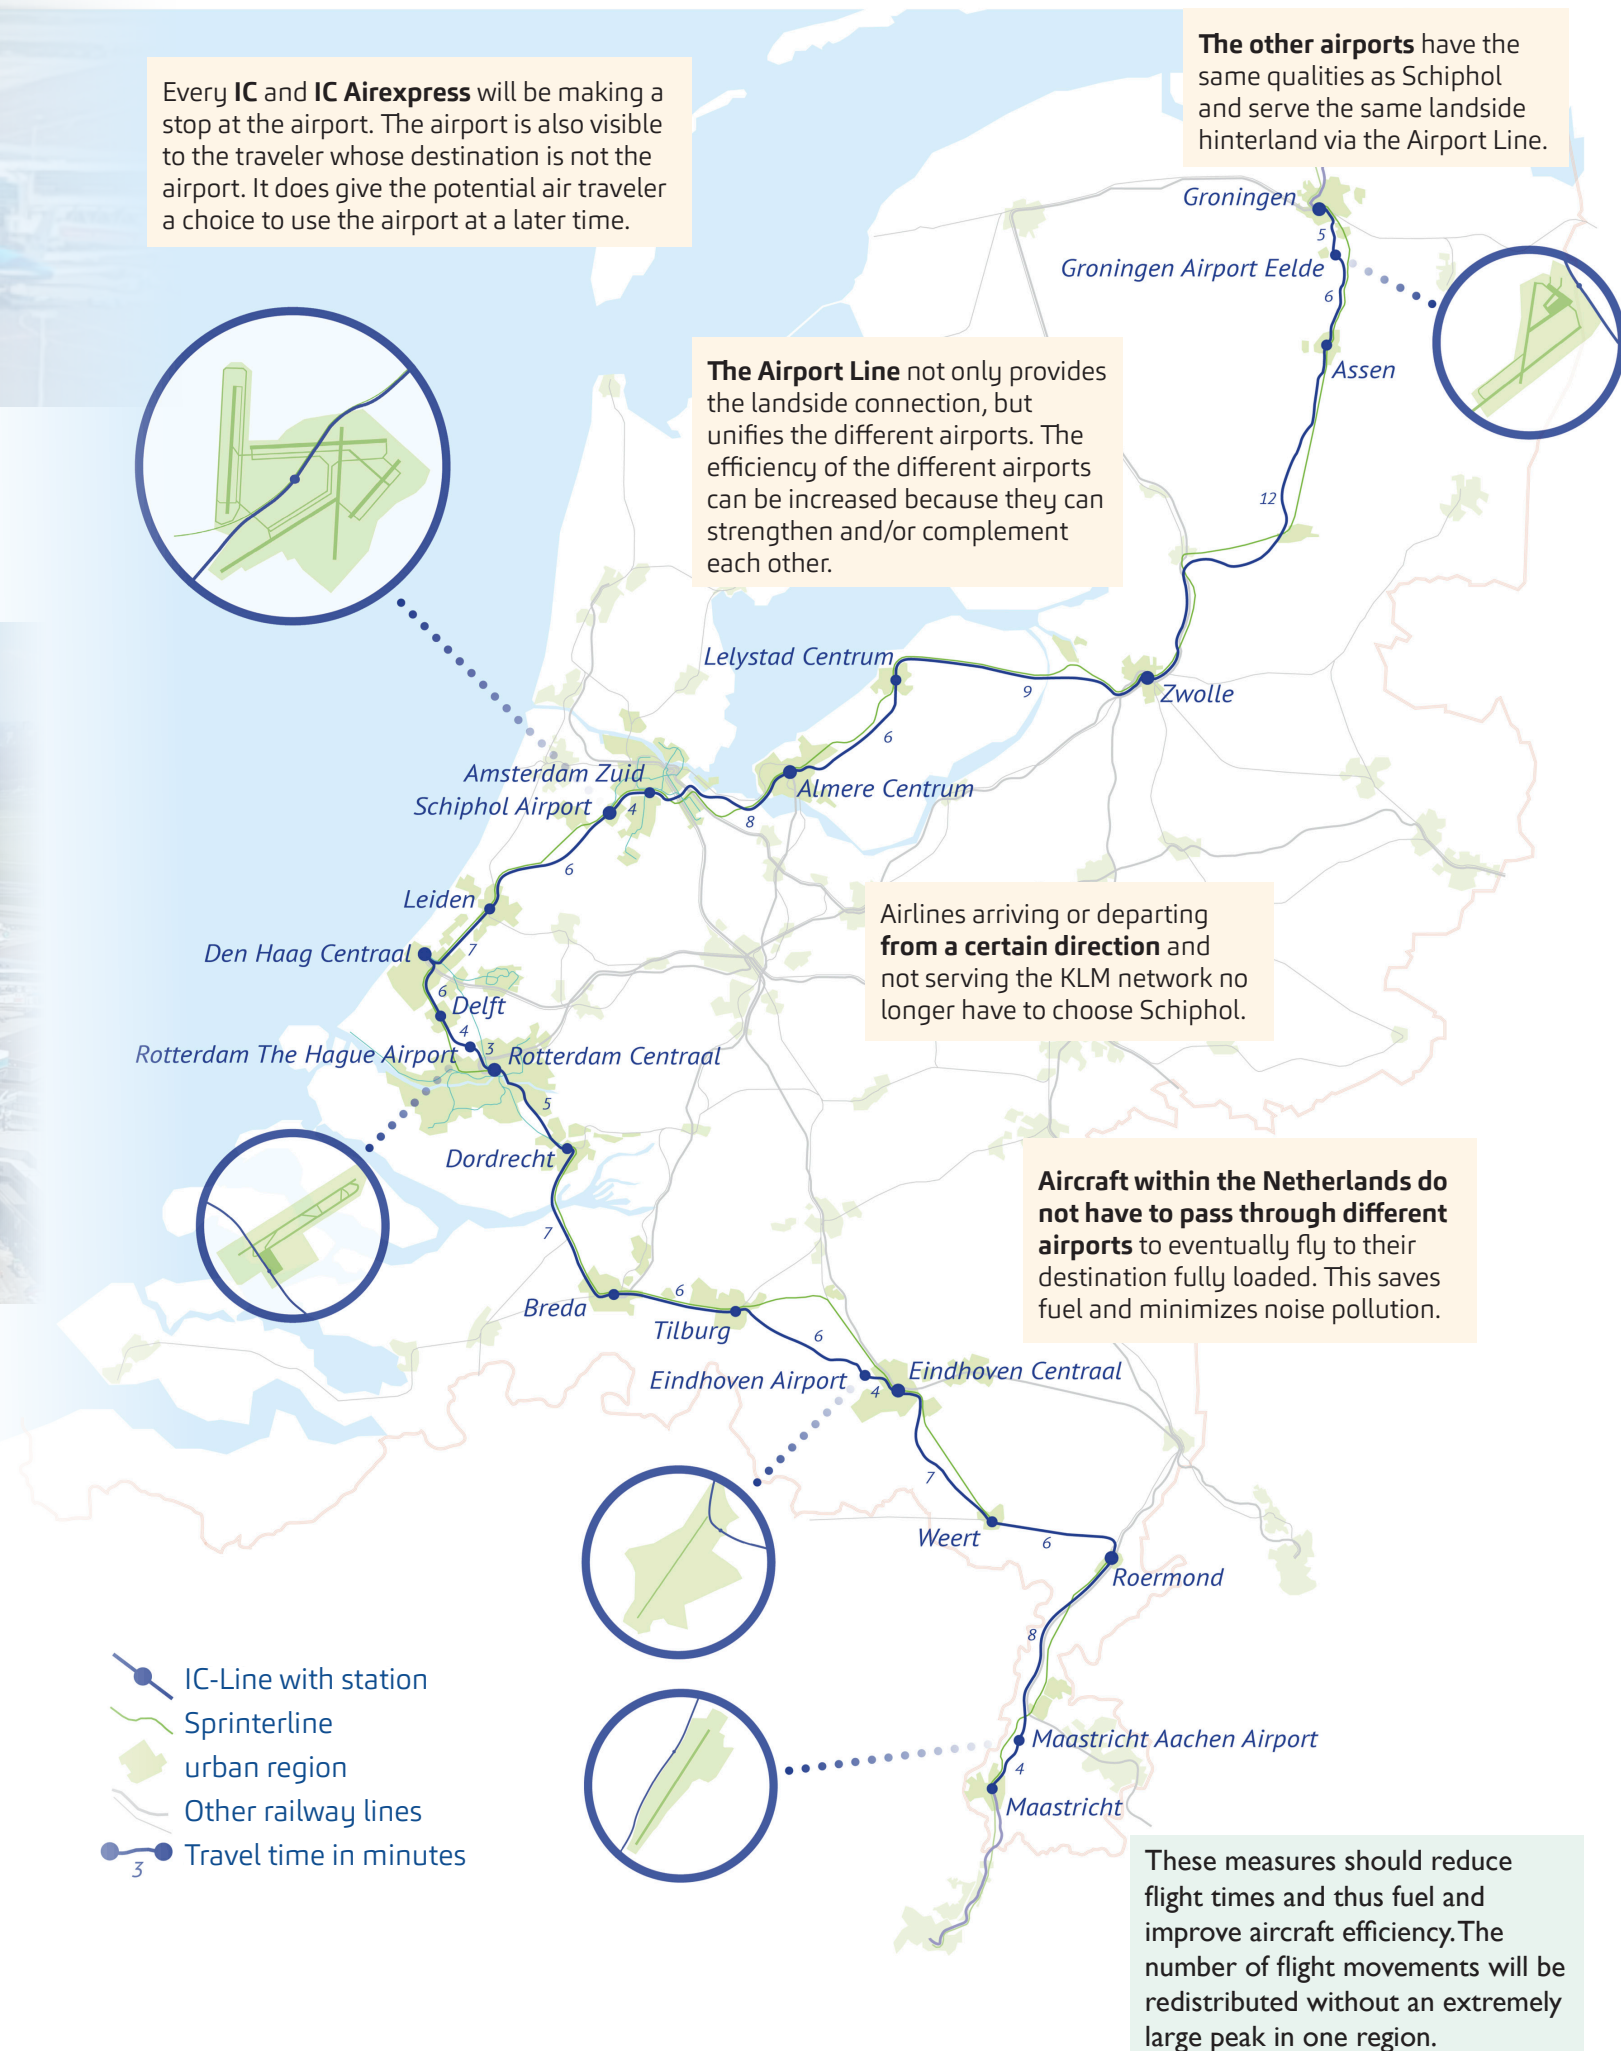 Every IC and IC Airexpress will be making a
stop at the airport. The airport is also visible
to the traveler whose destination is not the
airport. It does give the potential air traveler
a choice to use the airport at a later time.
The other airports have the
same qualities as Schiphol
and serve the same landside
hinterland via the Airport Line.
Groningen
5
Groningen Airport Eelde
6
Assen
The Airport Line not only provides
the landside connection, but
unifies the different airports. The
efficiency of the different airports
can be increased because they can
strengthen and/or complement
each other.
12
Lelystad Centrum
9
Zwolle
6
Amsterdam Zuid
Almere Centrum
Schiphol Airport
4
8
6
Leiden
7
Den Haag Centraal
6
Delft
4
Rotterdam The Hague Airport
3
Rotterdam Centraal
5
Dordrecht
7
Airlines arriving or departing
from a certain direction and
not serving the KLM network no
longer have to choose Schiphol.
Aircraft within the Netherlands do
not have to pass through different
airports to eventually fly to their
destination fully loaded. This saves
fuel and minimizes noise pollution.
Breda
6
Tilburg
6
Eindhoven Airport
4
Eindhoven Centraal
7
Weert
6
Roermond
8
Maastricht Aachen Airport
4
Maastricht
IC-Line with station
Sprinterline
urban region
Other railway lines
3
Travel time in minutes
These measures should reduce
flight times and thus fuel and
improve aircraft efficiency. The
number of flight movements will be
redistributed without an extremely
large peak in one region.